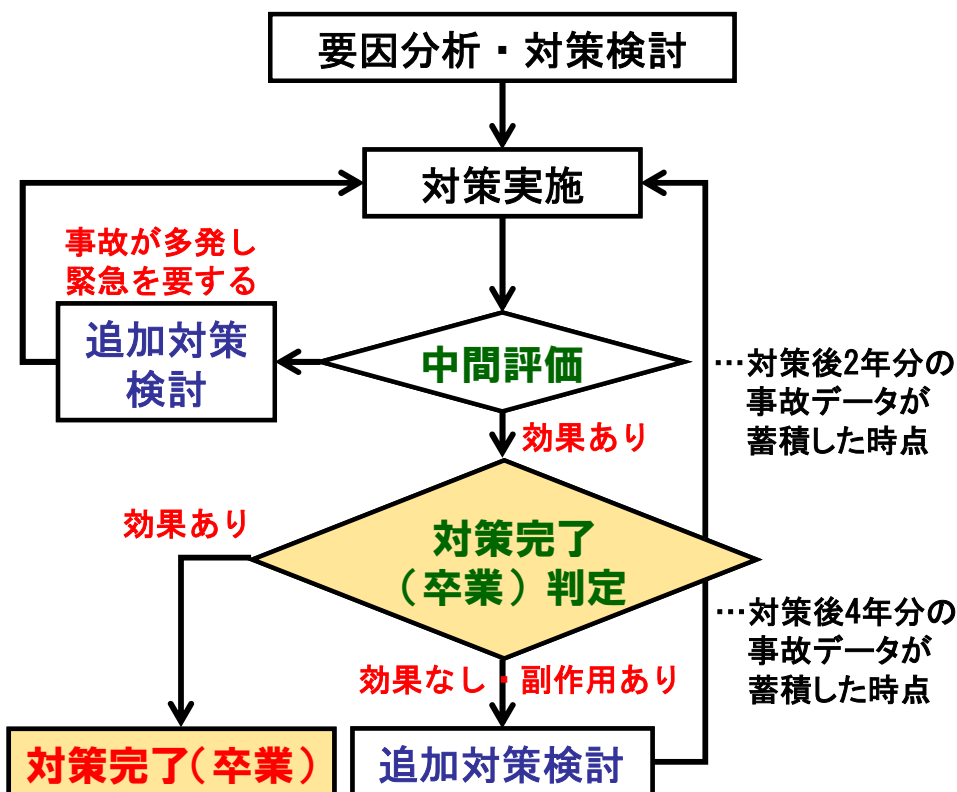 要因分析・対策検討
対策実施
事故が多発し
緊急を要する
追加対策
検討
中間評価
…対策後2年分の
事故データが
蓄積した時点
効果あり
効果あり
対策完了
（卒業）判定
…対策後4年分の
事故データが
蓄積した時点
効果なし・副作用あり
対策完了（卒業）
追加対策検討